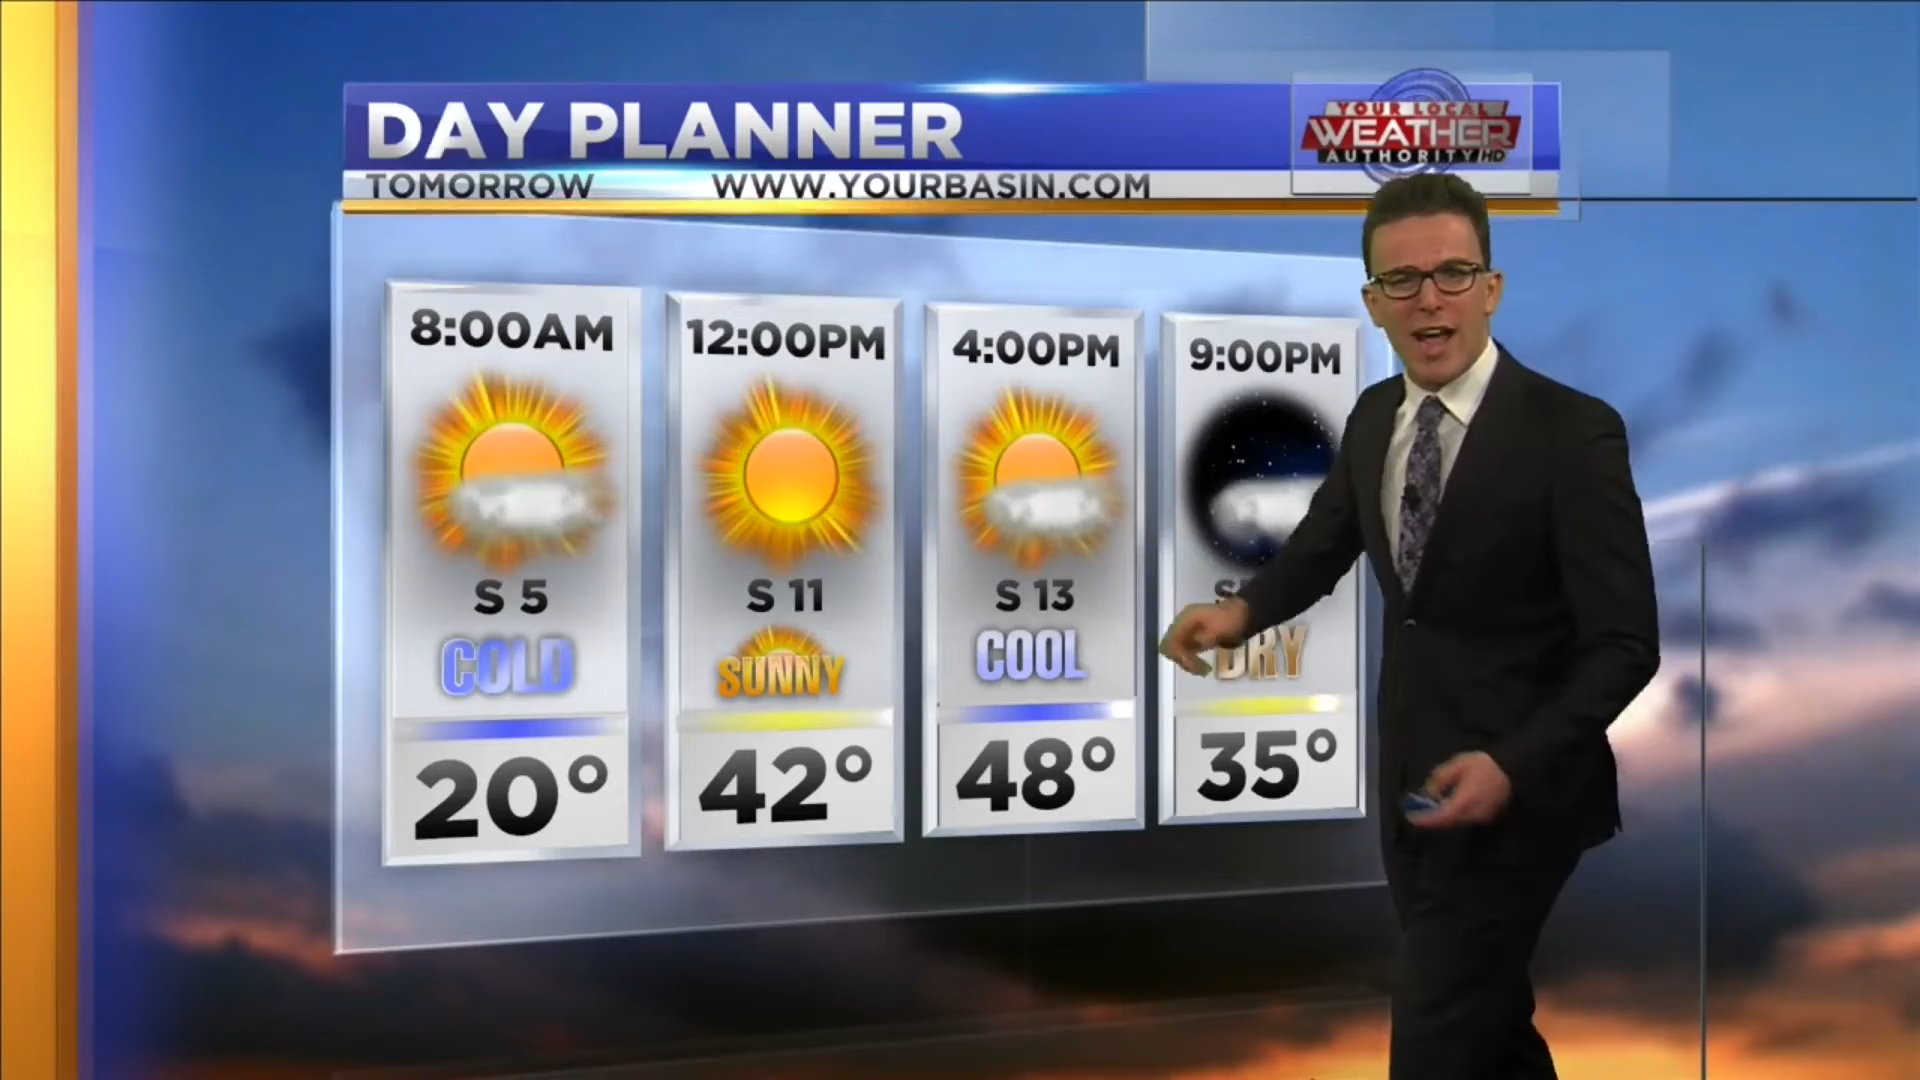 DAY PLANNER
TOMORROW WWW.YOURBASIN.COM
YOUR LOCAL
WEATHER
AUTHORITY HD
8:00AM 12:00PM 4:00PM 9:00PM
S 5 S 11 S 13
COLD SUNNY COOL DRY
20° 42° 48° 35°